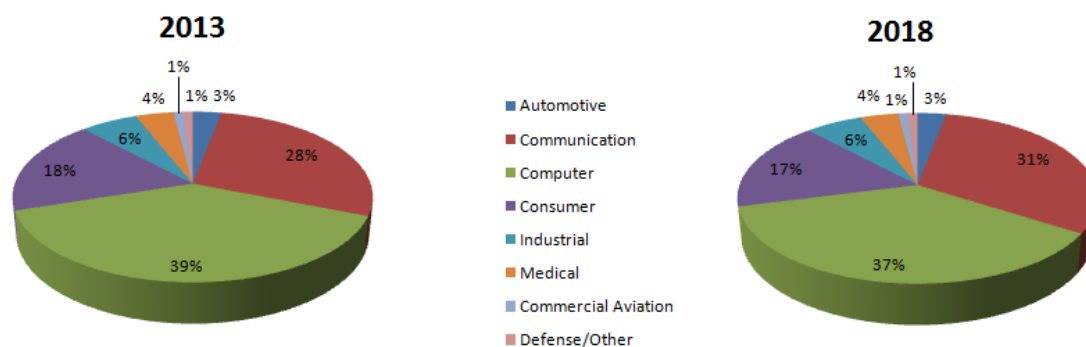 2013
1%
4%
1%
3%
6%
28%
18%
39%
Automotive
Communication
Computer
Consumer
Industrial
Medical
Commercial Aviation
Defense/Other
2018
1%
4%
1%
3%
6%
31%
17%
37%